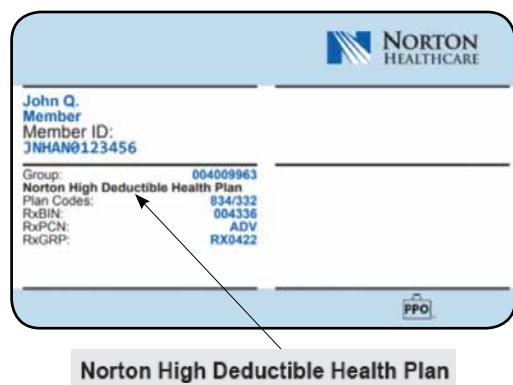 NORTON
HEALTHCARE
John Q.
Member
Member ID:
JNHAN0123456
Group: 004009963
Norton High Deductible Health Plan
Plan Codes: 834/332
RxBIN: 004336
RxPCN: ADV
RxGRP: RX0422
PPO
Norton High Deductible Health Plan